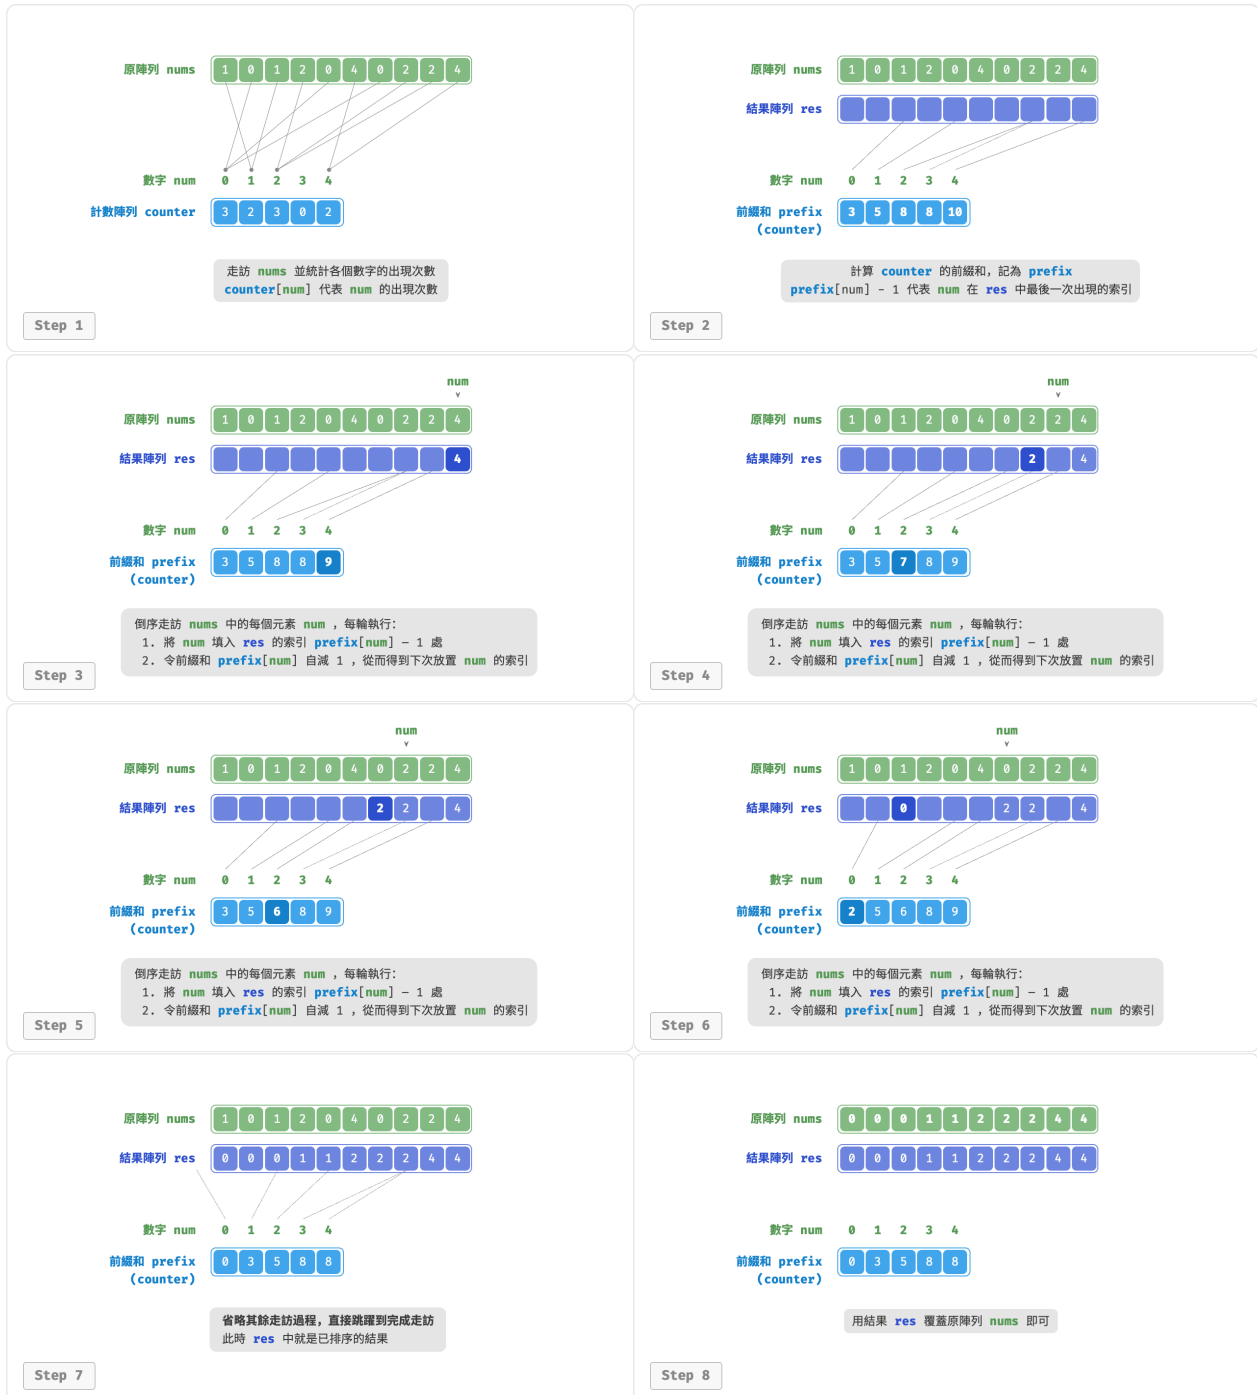 原陣列 nums 1 0 1 2 0 4 0 2 2 4
數字 num 0 1 2 3 4
計數陣列 counter 3 2 3 0 2
走訪 nums 並統計各個數字的出現次數
counter[num] 代表 num 的出現次數
Step 1
原陣列 nums 1 0 1 2 0 4 0 2 2 4
結果陣列 res
數字 num 0 1 2 3 4
前綴和 prefix 3 5 8 8 10
(counter)
計算 counter 的前綴和，記為 prefix
prefix[num] - 1 代表 num 在 res 中最後一次出現的索引
Step 2
num
原陣列 nums 1 0 1 2 0 4 0 2 2 4
結果陣列 res 4
數字 num 0 1 2 3 4
前綴和 prefix 3 5 8 8 9
(counter)
倒序走訪 nums 中的每個元素 num ，每輪執行：
1. 將 num 填入 res 的索引 prefix[num] – 1 處
2. 令前綴和 prefix[num] 自減 1 ，從而得到下次放置 num 的索引
Step 3
num
原陣列 nums 1 0 1 2 0 4 0 2 2 4
結果陣列 res 2 4
數字 num 0 1 2 3 4
前綴和 prefix 3 5 7 8 9
(counter)
倒序走訪 nums 中的每個元素 num ，每輪執行：
1. 將 num 填入 res 的索引 prefix[num] – 1 處
2. 令前綴和 prefix[num] 自減 1 ，從而得到下次放置 num 的索引
Step 4
num
原陣列 nums 1 0 1 2 0 4 0 2 2 4
結果陣列 res 2 2 4
數字 num 0 1 2 3 4
前綴和 prefix 3 5 6 8 9
(counter)
倒序走訪 nums 中的每個元素 num ，每輪執行：
1. 將 num 填入 res 的索引 prefix[num] – 1 處
2. 令前綴和 prefix[num] 自減 1 ，從而得到下次放置 num 的索引
Step 5
num
原陣列 nums 1 0 1 2 0 4 0 2 2 4
結果陣列 res 0 2 2 4
數字 num 0 1 2 3 4
前綴和 prefix 2 5 6 8 9
(counter)
倒序走訪 nums 中的每個元素 num ，每輪執行：
1. 將 num 填入 res 的索引 prefix[num] – 1 處
2. 令前綴和 prefix[num] 自減 1 ，從而得到下次放置 num 的索引
Step 6
原陣列 nums 1 0 1 2 0 4 0 2 2 4
結果陣列 res 0 0 0 1 1 2 2 2 4 4
數字 num 0 1 2 3 4
前綴和 prefix 0 3 5 8 8
(counter)
省略其餘走訪過程，直接跳躍到完成走訪
此時 res 中就是已排序的結果
Step 7
原陣列 nums 0 0 0 1 1 2 2 2 4 4
結果陣列 res 0 0 0 1 1 2 2 2 4 4
數字 num 0 1 2 3 4
前綴和 prefix 0 3 5 8 8
(counter)
用結果 res 覆蓋原陣列 nums 即可
Step 8